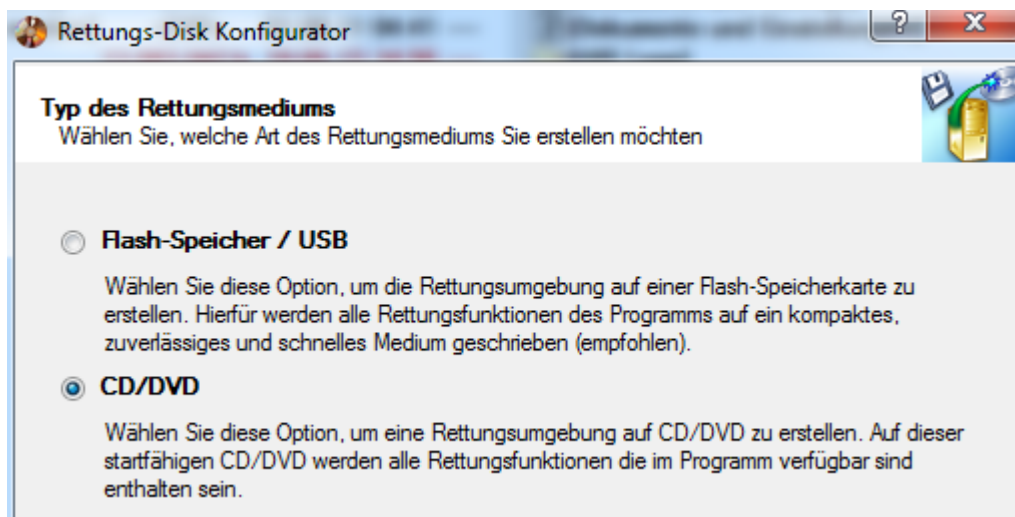 Rettungs-Disk Konfigurator
?
X
Typ des Rettungsmediums
Wählen Sie, welche Art des Rettungsmediums Sie erstellen möchten
Flash-Speicher / USB
Wählen Sie diese Option, um die Rettungsumgebung auf einer Flash-Speicherkarte zu
erstellen. Hierfür werden alle Rettungsfunktionen des Programms auf ein kompaktes,
zuverlässiges und schnelles Medium geschrieben (empfohlen).
CD/DVD
Wählen Sie diese Option, um eine Rettungsumgebung auf CD/DVD zu erstellen. Auf dieser
startfähigen CD/DVD werden alle Rettungsfunktionen die im Programm verfügbar sind
enthalten sein.